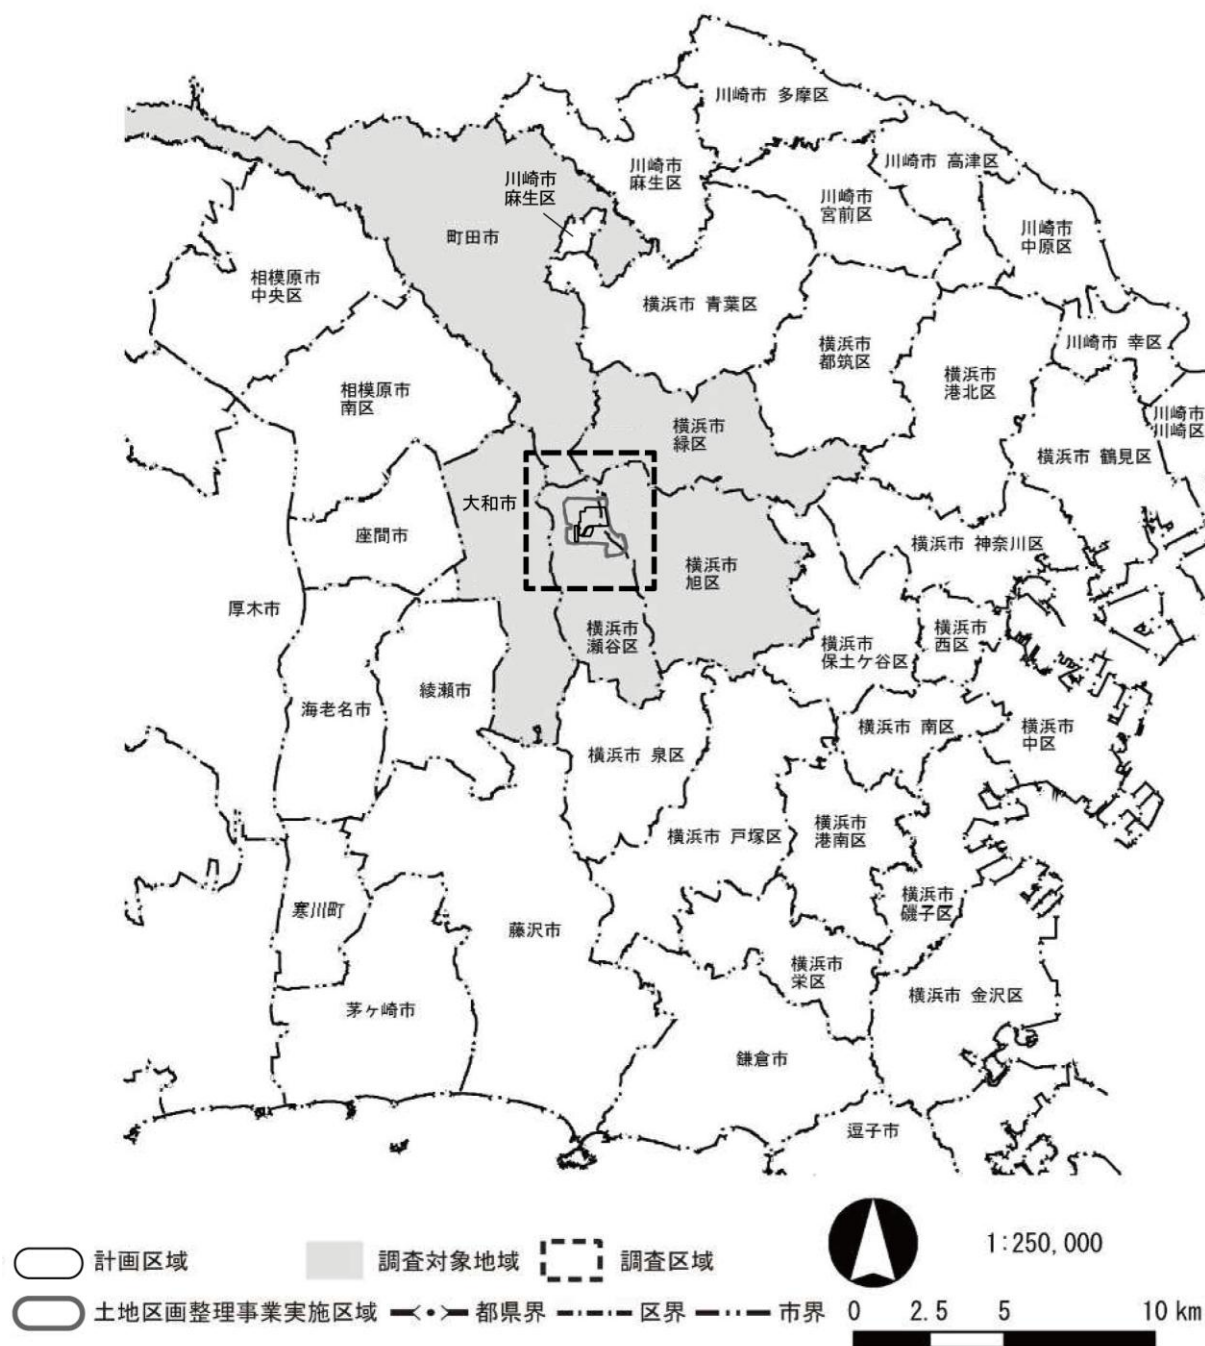 川崎市 多摩区
川崎市 高津区
川崎市
麻生区
川崎市
麻生区
川崎市
宮前区
川崎市
中原区
町田市
相模原市
中央区
横浜市 青葉区
川崎市 幸区
横浜市
都筑区
横浜市
港北区
相模原市
南区
川崎市
川崎区
横浜市
緑区
横浜市 鶴見区
大和市
座間市
横浜市 神奈川区
横浜市
旭区
厚木市
横浜市
瀬谷区
横浜市
西区
横浜市
保土ケ谷区
綾瀬市
海老名市
横浜市 南区
横浜市
中区
横浜市 泉区
横浜市 戸塚区
横浜市
港南区
横浜市
磯子区
寒川町
藤沢市
横浜市
栄区
横浜市 金沢区
茅ヶ崎市
鎌倉市
逗子市
計画区域
調査対象地域
調査区域
1:250,000
土地区画整理事業実施区域
都県界
区界
市界
0 2.5 5 10 km